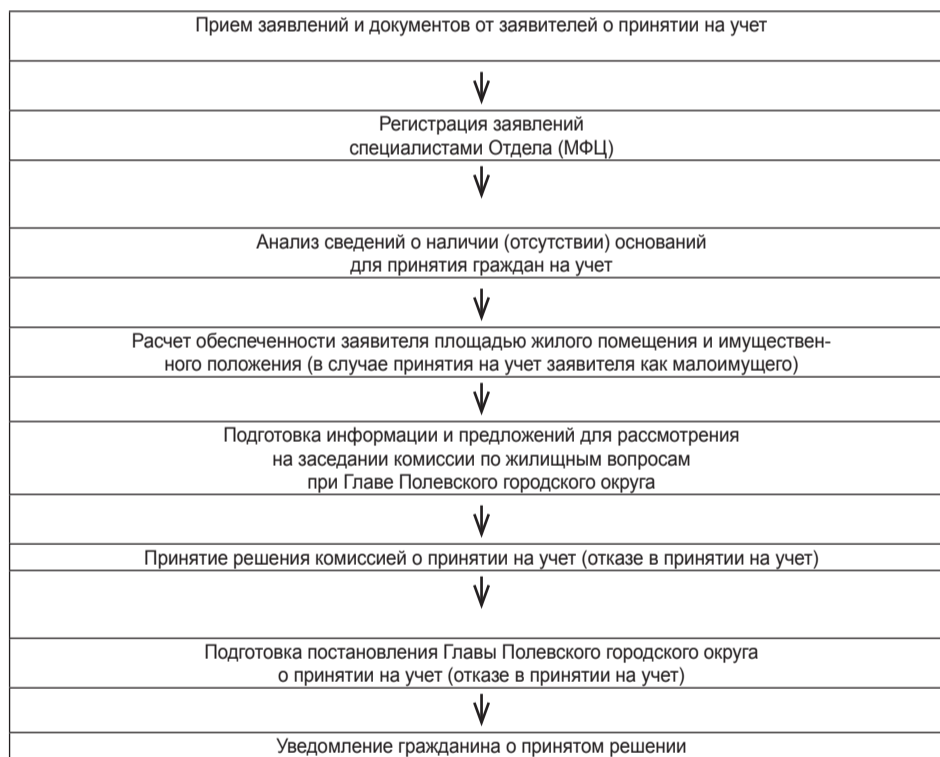 Прием заявлений и документов от заявителей о принятии на учет
Регистрация заявлений
специалистами Отдела (МФЦ)
Анализ сведений о наличии (отсутствии) оснований
для принятия граждан на учет
Расчет обеспеченности заявителя площадью жилого помещения и имуществен-
ного положения (в случае принятия на учет заявителя как малоимущего)
Подготовка информации и предложений для рассмотрения
на заседании комиссии по жилищным вопросам
при Главе Полевского городского округа
Принятие решения комиссией о принятии на учет (отказе в принятии на учет)
Подготовка постановления Главы Полевского городского округа
о принятии на учет (отказе в принятии на учет)
Уведомление гражданина о принятом решении